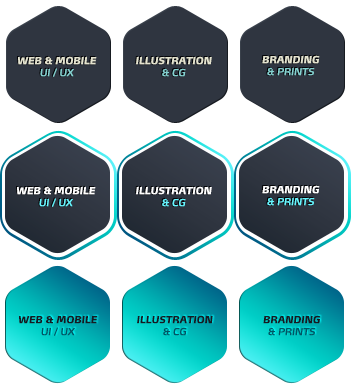 WEB & MOBILE
UI / UX
ILLUSTRATION
& CG
BRANDING
& PRINTS
WEB & MOBILE
UI / UX
ILLUSTRATION
& CG
BRANDING
& PRINTS
WEB & MOBILE
UI / UX
ILLUSTRATION
& CG
BRANDING
& PRINTS